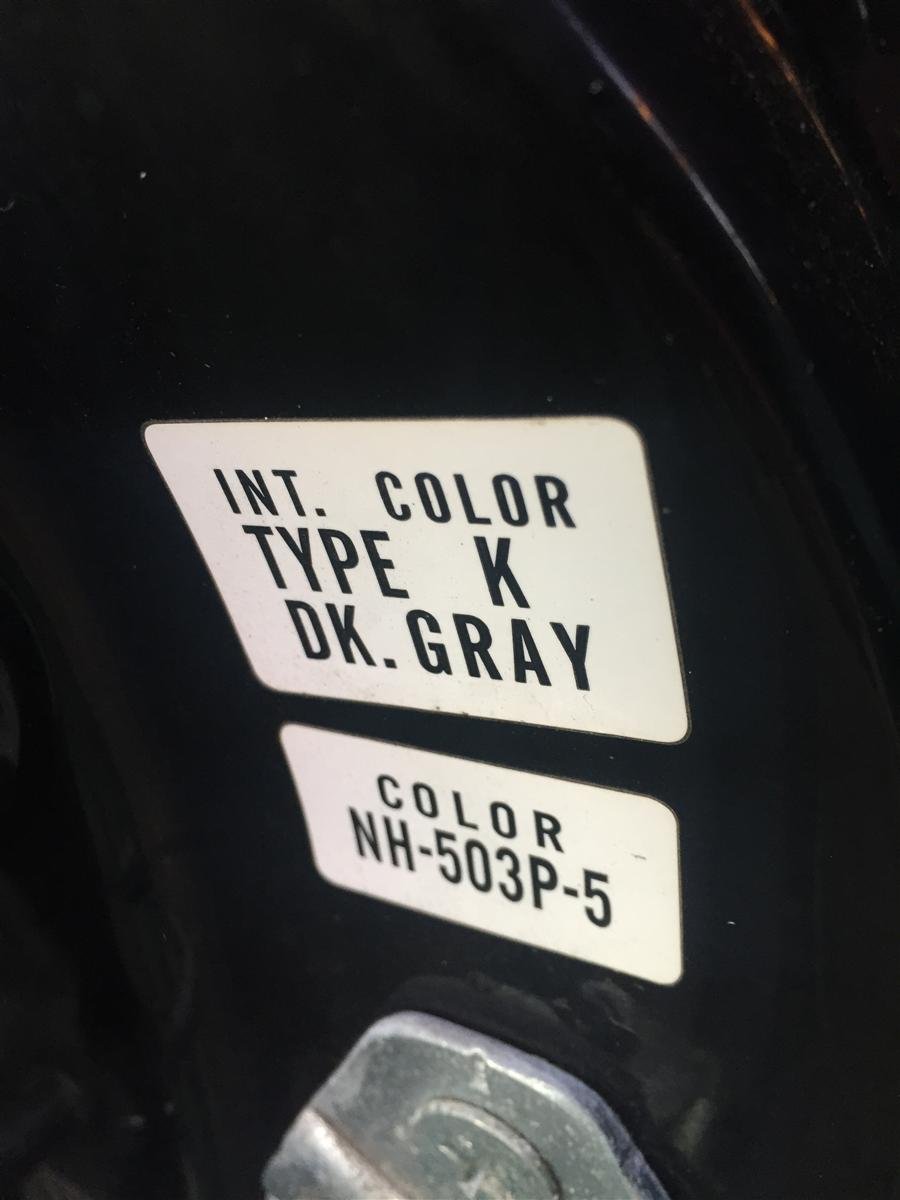 INT. COLOR
TYPE K
DK. GRAY
COLOR
NH-503P-5